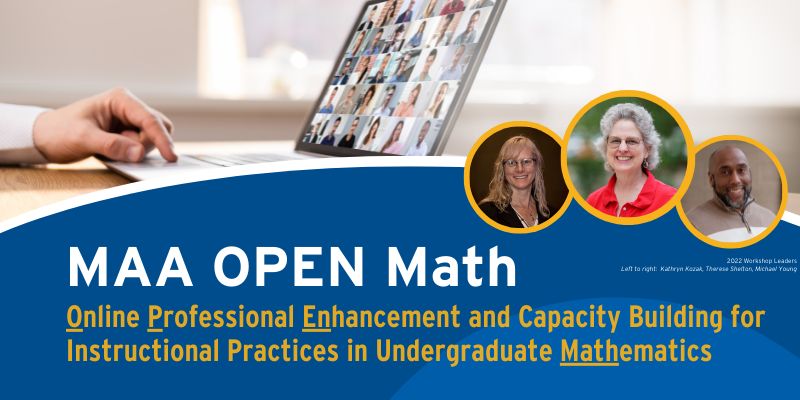 2022 Workshop Leaders
Left to right: Kathryn Kozak, Therese Shelton, Michael Young
MAA OPEN Math
Online Professional Enhancement and Capacity Building for
Instructional Practices in Undergraduate Mathematics